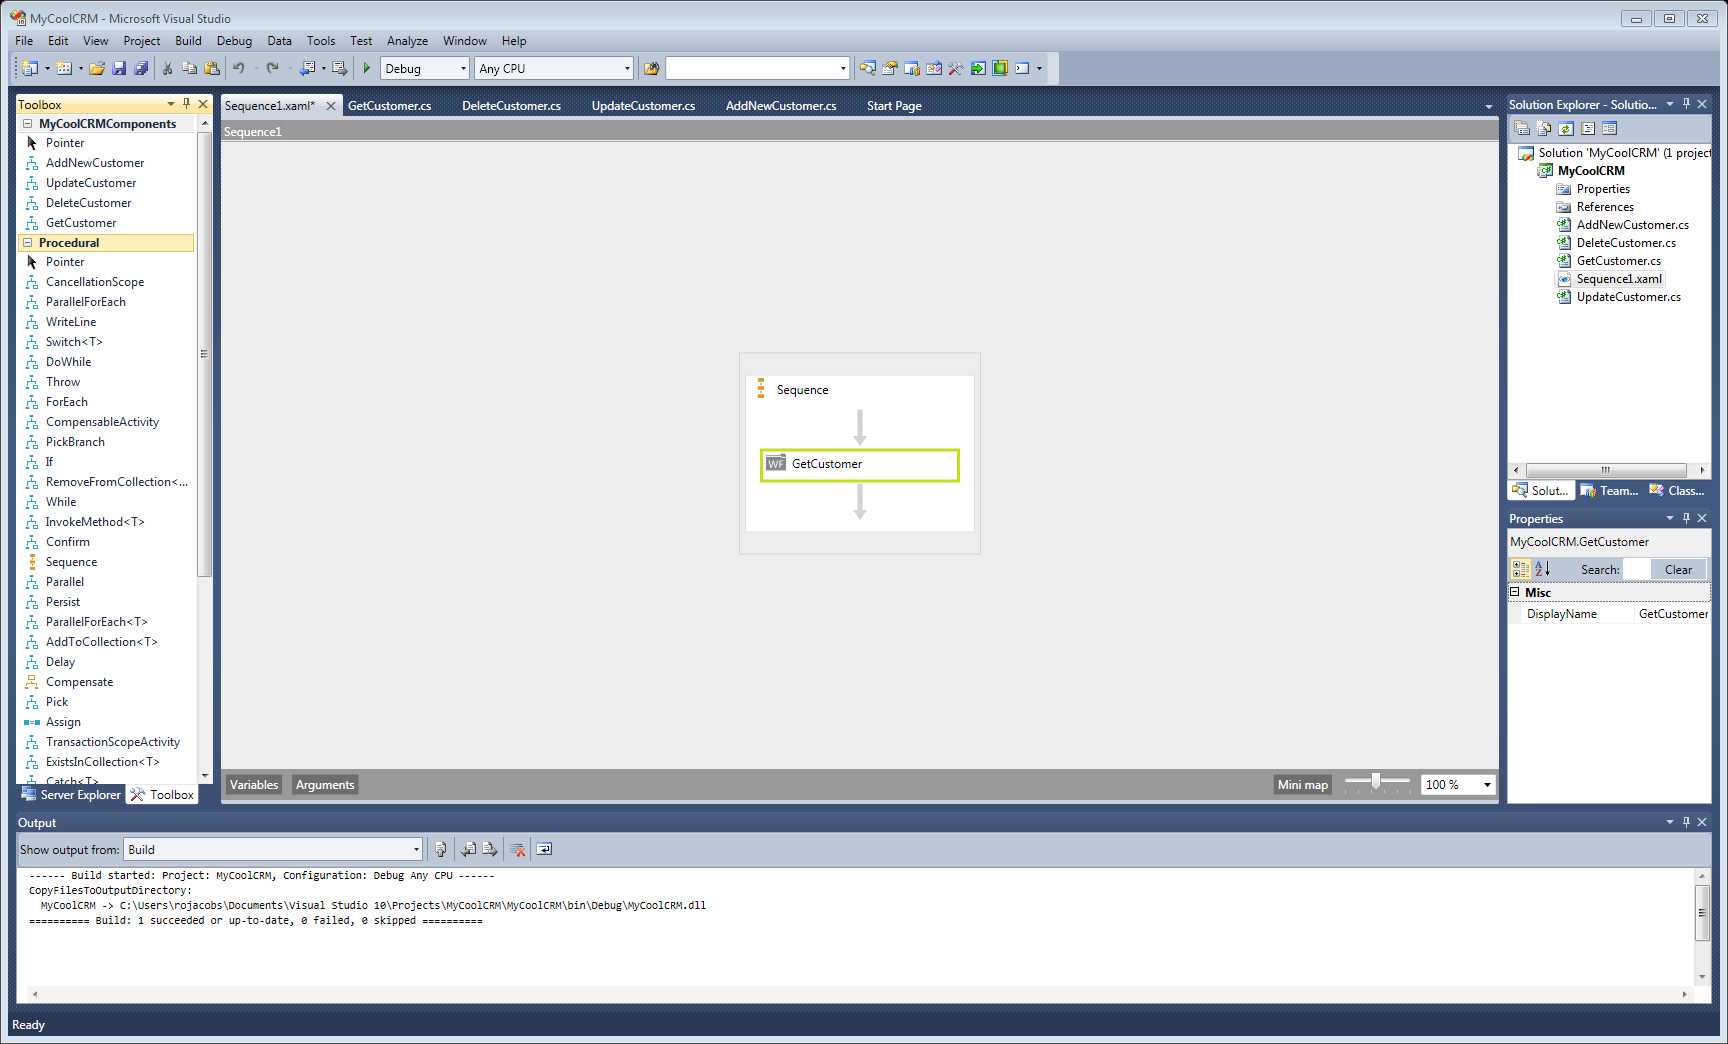 MyCoolCRM - Microsoft Visual Studio
File Edit View Project Build Debug Data Tools Test Analyze Window Help
Debug Any CPU
Toolbox
MyCoolCRMComponents
Pointer
AddNewCustomer
UpdateCustomer
DeleteCustomer
GetCustomer
Procedural
Pointer
CancellationScope
ParallelForEach
WriteLine
Switch<T>
DoWhile
Throw
ForEach
CompensableActivity
PickBranch
If
RemoveFromCollection<...
While
InvokeMethod<T>
Confirm
Sequence
Parallel
Persist
ParallelForEach<T>
AddToCollection<T>
Delay
Compensate
Pick
Assign
TransactionScopeActivity
ExistsInCollection<T>
Catch<T>
Server Explorer Toolbox
Sequence1.xaml* GetCustomer.cs DeleteCustomer.cs UpdateCustomer.cs AddNewCustomer.cs Start Page
Sequence1
Sequence
WF GetCustomer
Variables Arguments Mini map 100 %
Solution Explorer - Solutio...
Solution 'MyCoolCRM' (1 project
MyCoolCRM
Properties
References
AddNewCustomer.cs
DeleteCustomer.cs
GetCustomer.cs
Sequence1.xaml
UpdateCustomer.cs
Solut... Team... Class...
Properties
MyCoolCRM.GetCustomer
Search: Clear
Misc
DisplayName GetCustomer
Output
Show output from: Build
------ Build started: Project: MyCoolCRM, Configuration: Debug Any CPU ------
CopyFilesToOutputDirectory:
MyCoolCRM -> C:\Users\rojacobs\Documents\Visual Studio 10\Projects\MyCoolCRM\MyCoolCRM\bin\Debug\MyCoolCRM.dll
========== Build: 1 succeeded or up-to-date, 0 failed, 0 skipped ==========
Ready